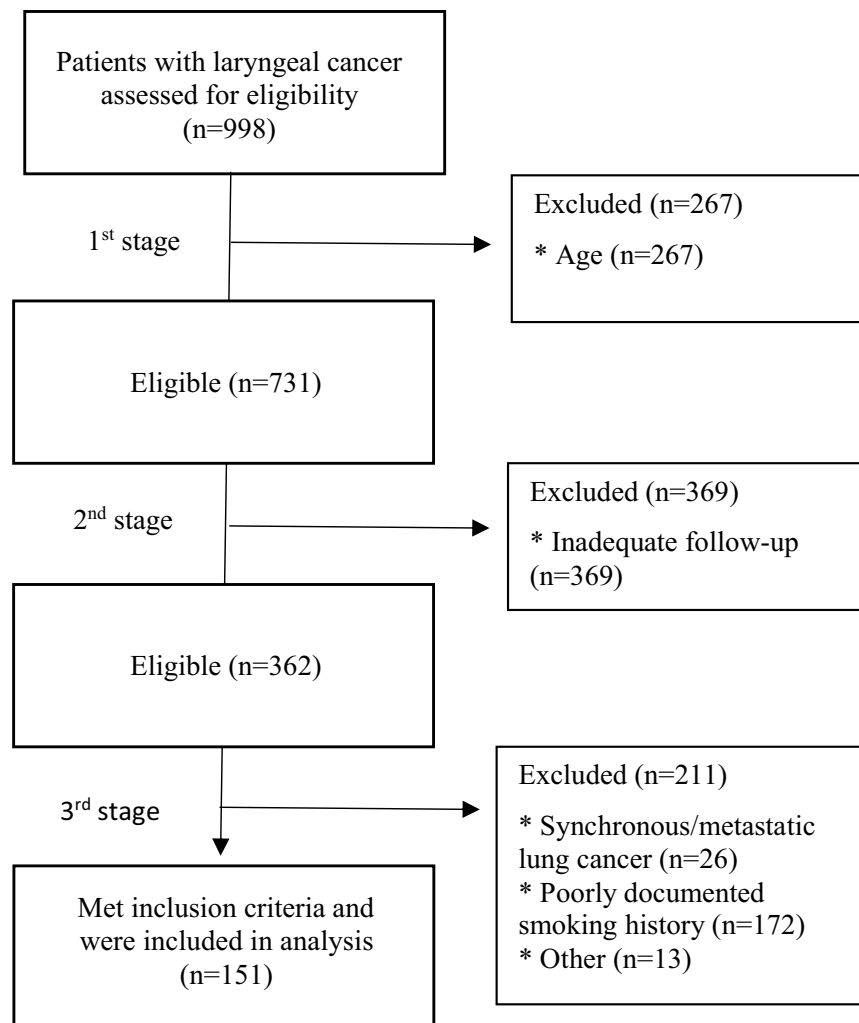 Patients with laryngeal cancer
assessed for eligibility
(n=998)
1st stage
Excluded (n=267)
* Age (n=267)
Eligible (n=731)
2nd stage
Excluded (n=369)
* Inadequate follow-up
(n=369)
Eligible (n=362)
3rd stage
Excluded (n=211)
* Synchronous/metastatic
lung cancer (n=26)
* Poorly documented
smoking history (n=172)
* Other (n=13)
Met inclusion criteria and
were included in analysis
(n=151)